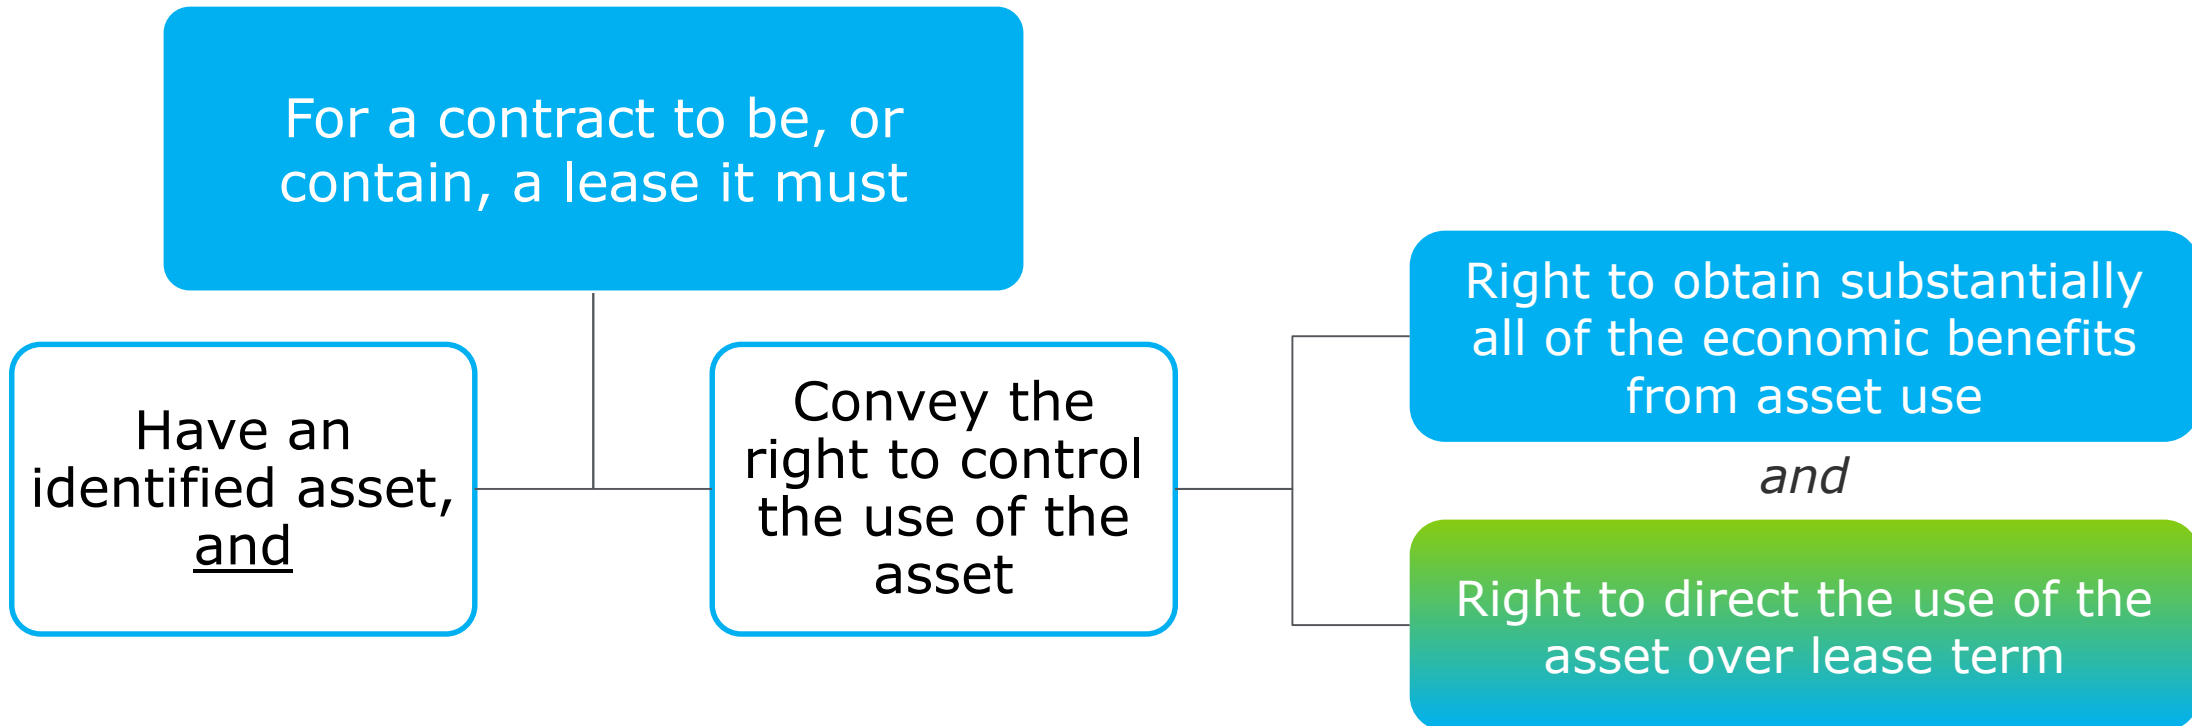 For a contract to be, or
contain, a lease it must
Have an
identified asset,
and
Convey the
right to control
the use of the
asset
Right to obtain substantially
all of the economic benefits
from asset use
and
Right to direct the use of the
asset over lease term